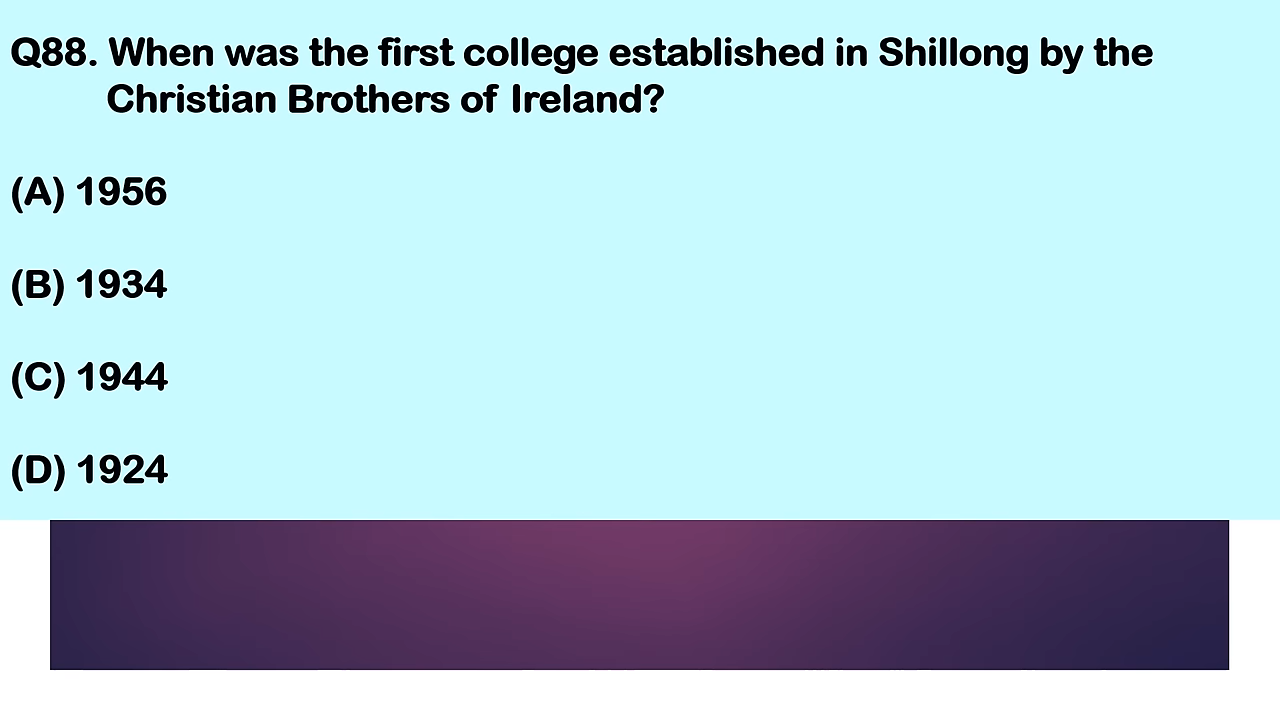 Q88. When was the first college established in Shillong by the
Christian Brothers of Ireland?
(A) 1956
(B) 1934
(C) 1944
(D) 1924